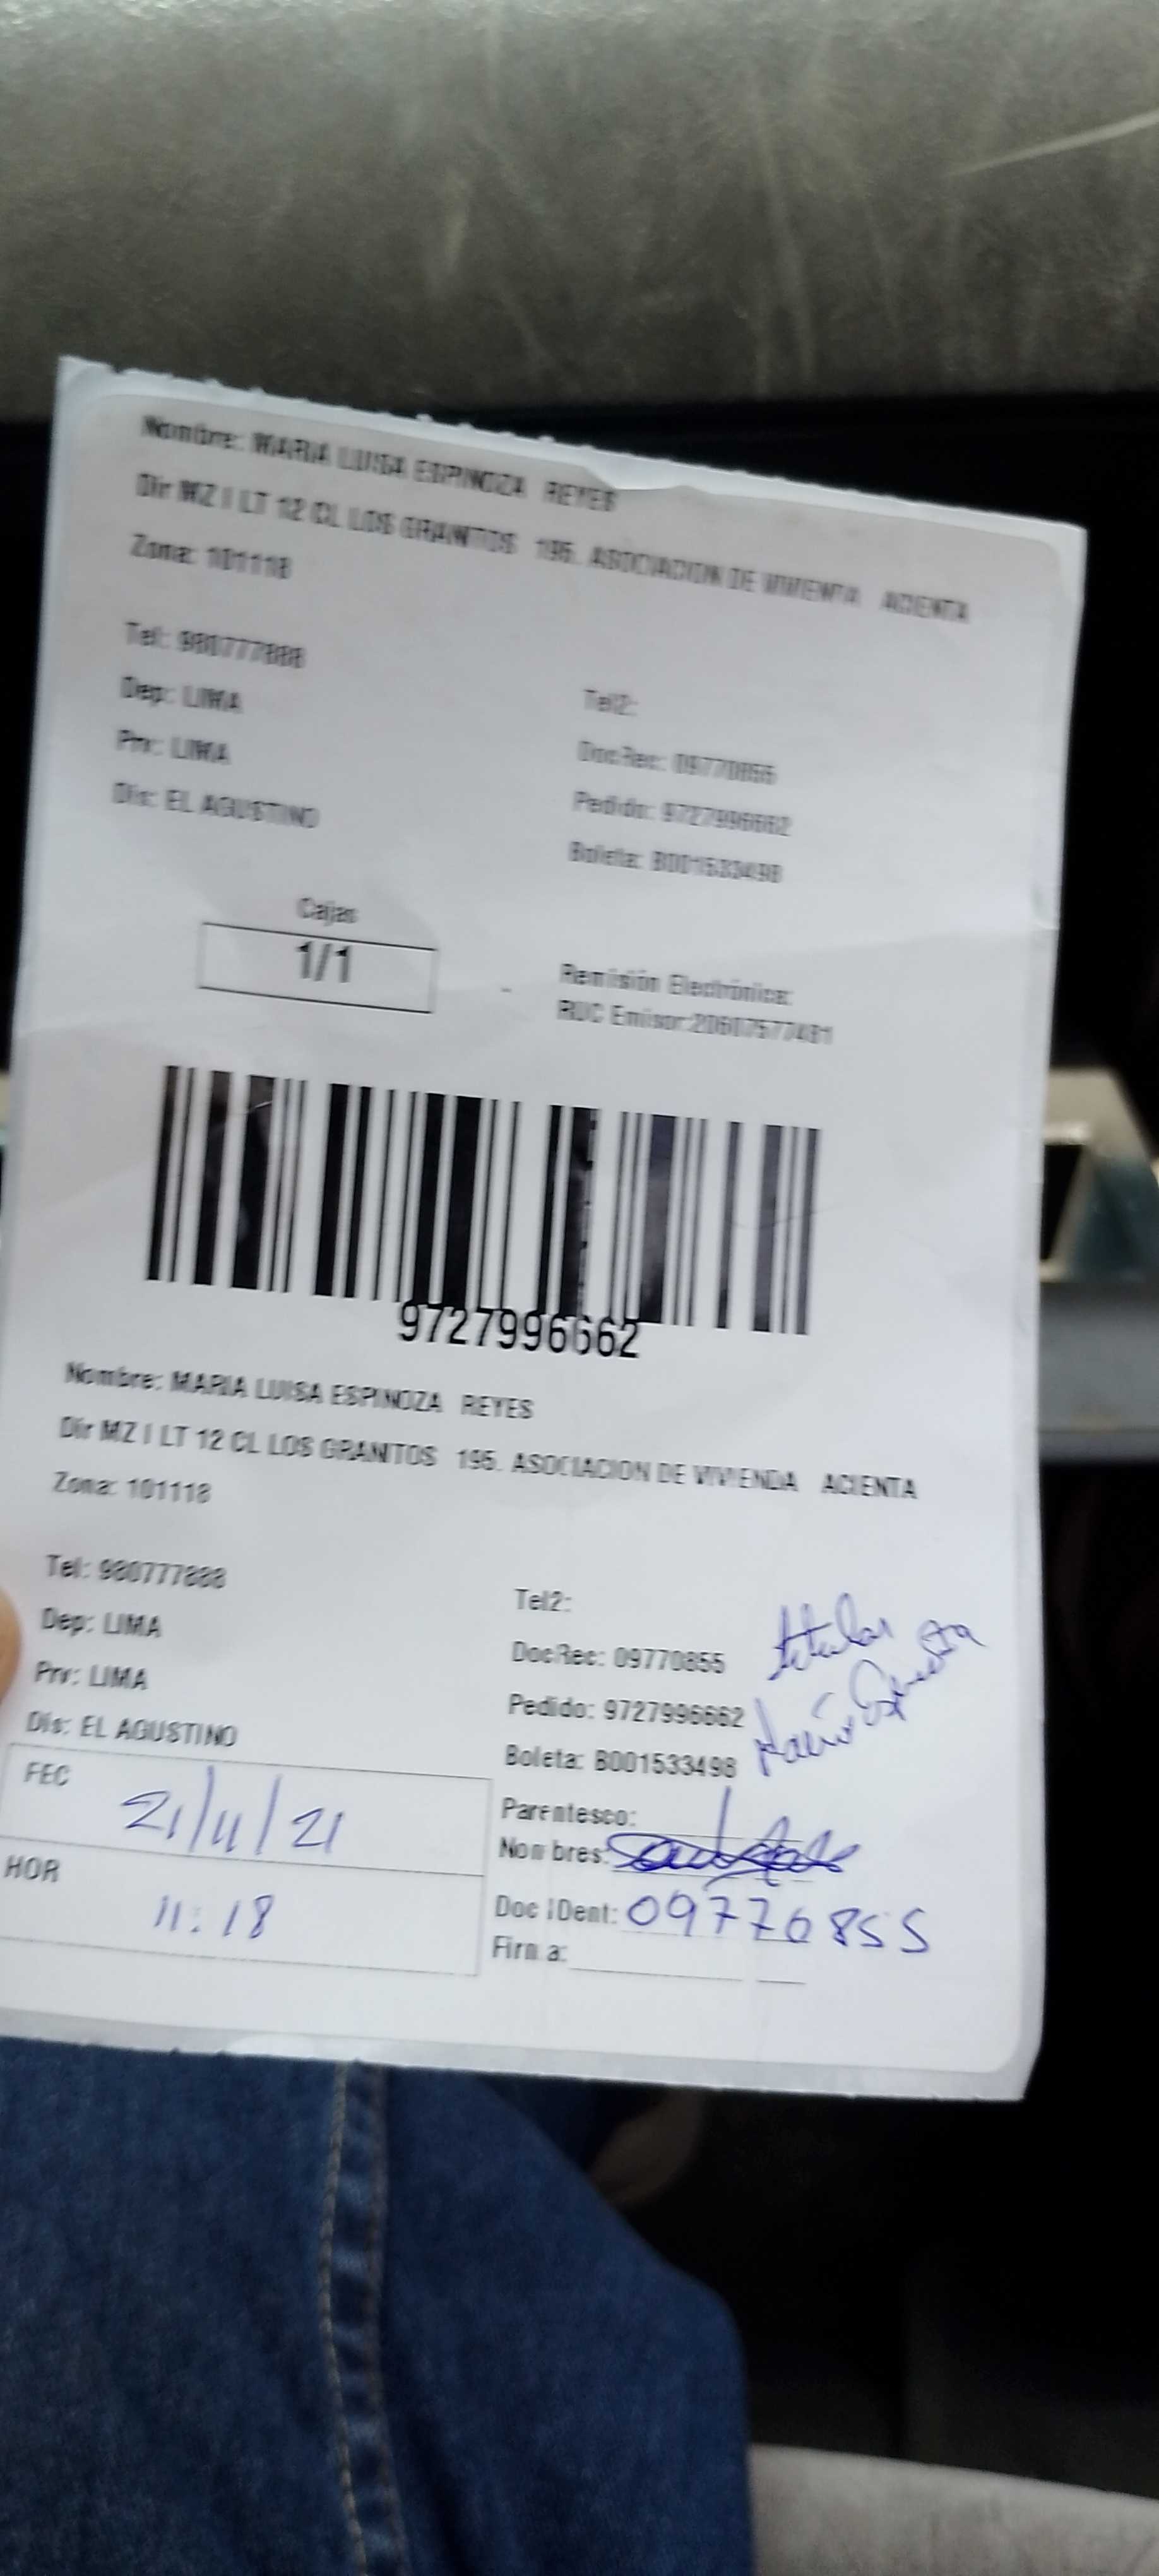 Nombre: MARIA LUISA ESPINOZA REYES
Dir MZ I LT 12 CL LOS GRANITOS 195. ASOCIACION DE VIVIENDA ACIENTA
Zona: 101118
Tel: 980777888
Tel2:
Dep: LIMA
DocRec: 09770855
Prv: LIMA
Pedido: 9727996662
Dis: EL AGUSTINO
Boleta: B001533498
Cajas
1/1
Remisión Electrónica:
RUC Emisor:20607577481
9727996662
Nombre: MARIA LUISA ESPINOZA REYES
Dir MZ I LT 12 CL LOS GRANITOS 195. ASOCIACION DE VIVIENDA ACIENTA
Zona: 101118
Tel: 980777888
Tel2:
Dep: LIMA
DocRec: 09770855
titular
Prv: LIMA
Pedido: 9727996662
Dis: EL AGUSTINO
Boleta: B001533498
FEC
21/11/21
Parentesco:
Nombres:
HOR
11:18
Doc IDent: 09770855
Firma: